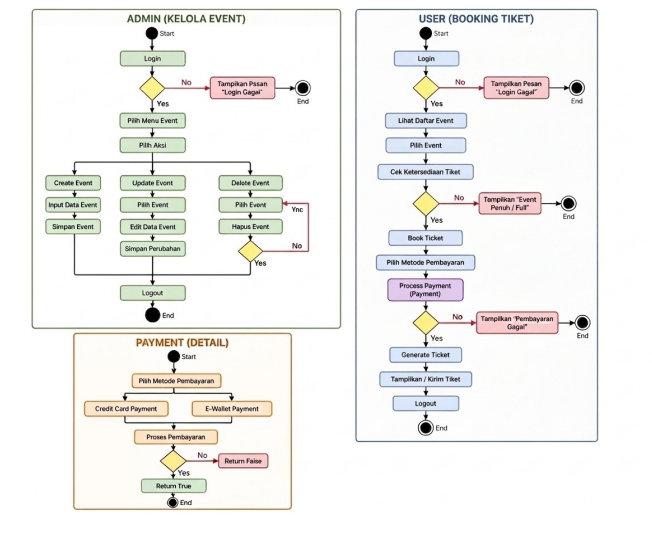 ADMIN (KELOLA EVENT)
Start
Login
No
Tampikan Pssan
"Login Gagal"
End
Yes
Pilih Menu Event
Pilih Aksi
Create Event
Update Event
Delete Event
Input Data Event
Pilih Event
Pilih Event
Ync
Simpan Event
Edit Data Event
Hapus Event
Simpan Perubahan
No
Yes
Logout
End
USER (BOOKING TIKET)
Start
Login
No
Tampilkan Pesan
"Login Gagal"
End
Yes
Lihat Daftar Event
Pilih Event
Cek Ketersediaan Tiket
No
Tampilkan "Event
Penuh / Full"
End
Yes
Book Ticket
Pilih Metode Pembayaran
Process Payment
(Payment)
No
Tampilkan "Pembayaran
Gagal"
End
Yes
Generate Ticket
Tampilkan / Kirim Tiket
Logout
End
PAYMENT (DETAIL)
Start
Pilih Metode Pembayaran
Credit Card Payment
E-Wallet Payment
Proses Pembayaran
No
Return False
Yes
Return True
End